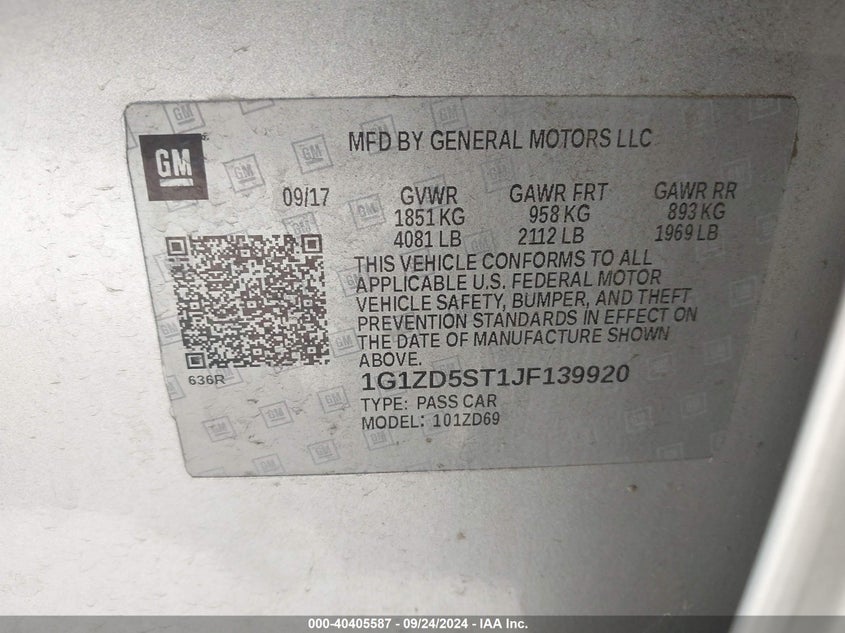 GM
MFD BY GENERAL MOTORS LLC
09/17 GVWR GAWR FRT GAWR RR
1851 KG 958 KG 893 KG
4081 LB 2112 LB 1969 LB
THIS VEHICLE CONFORMS TO ALL
APPLICABLE U.S. FEDERAL MOTOR
VEHICLE SAFETY, BUMPER, AND THEFT
PREVENTION STANDARDS IN EFFECT ON
THE DATE OF MANUFACTURE SHOWN
ABOVE.
636R
1G1ZD5ST1JF139920
TYPE: PASS CAR
MODEL: 101ZD69
000-40405587 - 09/24/2024 - IAA Inc.